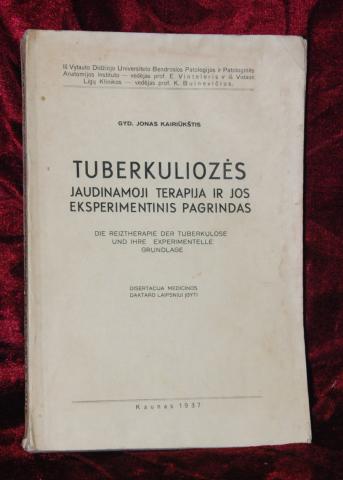 Iš Vytauto Didžiojo Universiteto Bendrosios Patologijos ir Patologinės
Anatomijos Instituto — vedėjas prof. E. Vinteleris ir iš Vidaus
Ligų Klinikos — vedėjas prof. K. Buinevičius.
GYD. JONAS KAIRIŪKŠTIS
TUBERKULIOZĖS
JAUDINAMOJI TERAPIJA IR JOS
EKSPERIMENTINIS PAGRINDAS
DIE REIZTHERAPIE DER TUBERKULOSE
UND IHRE EXPERIMENTELLE
GRUNDLAGE
DISERTACIJA MEDICINOS
DAKTARO LAIPSNIUI ĮGYTI
Kaunas 1937